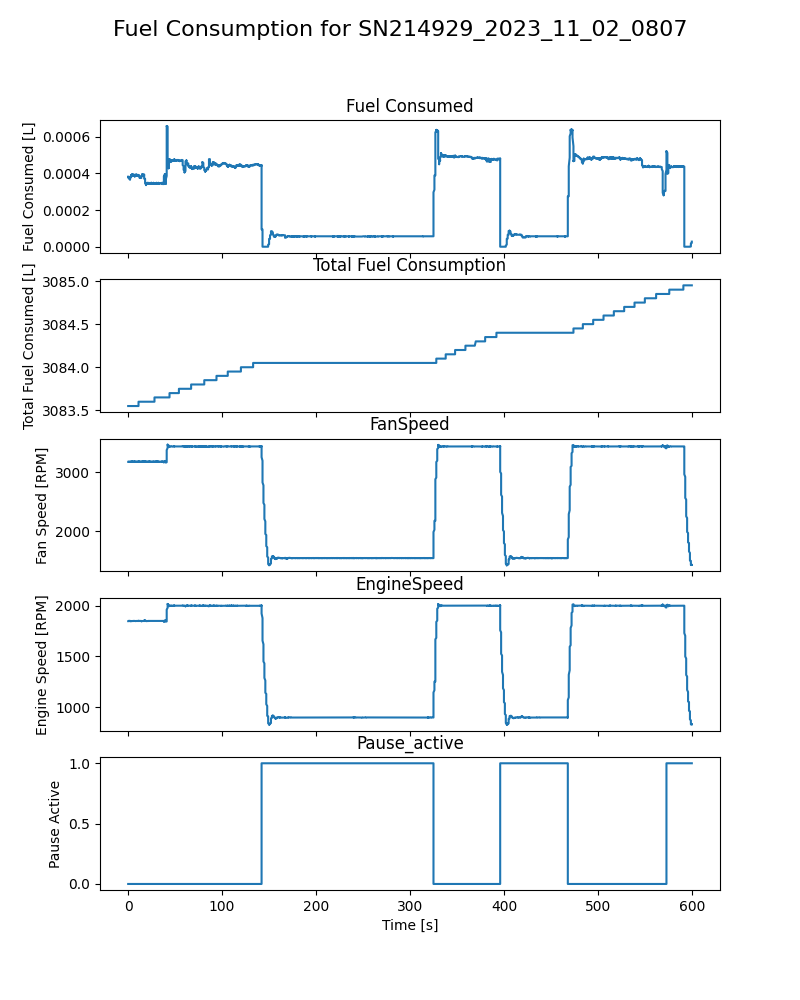 Fuel Consumption for SN214929_2023_11_02_0807
Fuel Consumed
Fuel Consumed [L]
0.0006
0.0004
0.0002
0.0000
Total Fuel Consumption
Total Fuel Consumed [L]
3085.0
3084.5
3084.0
3083.5
FanSpeed
Fan Speed [RPM]
3000
2000
EngineSpeed
Engine Speed [RPM]
2000
1500
1000
Pause_active
Pause Active
1.0
0.5
0.0
0 100 200 300 400 500 600
Time [s]